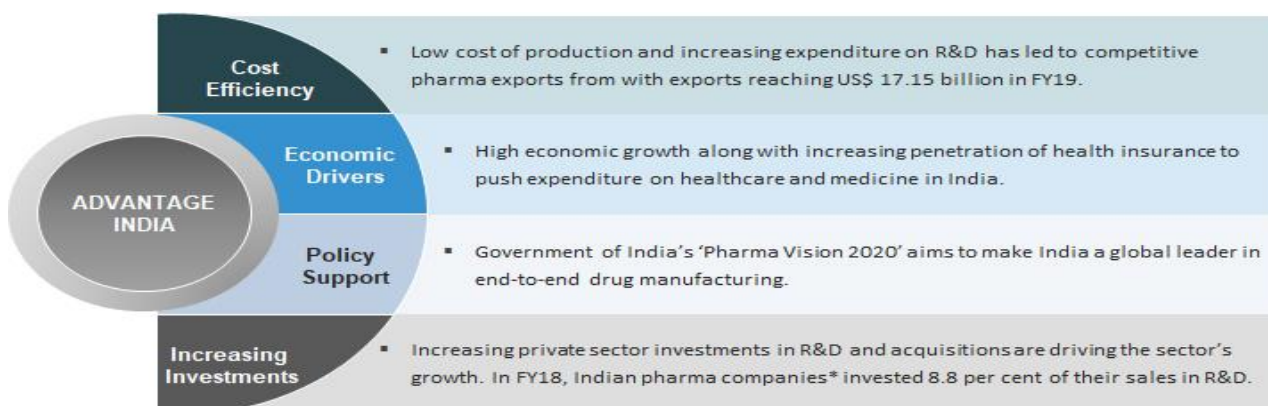 ADVANTAGE
INDIA
Cost
Efficiency
▪ Low cost of production and increasing expenditure on R&D has led to competitive
pharma exports from with exports reaching US$ 17.15 billion in FY19.
Economic
Drivers
▪ High economic growth along with increasing penetration of health insurance to
push expenditure on healthcare and medicine in India.
Policy
Support
▪ Government of India's ‘Pharma Vision 2020’ aims to make India a global leader in
end-to-end drug manufacturing.
Increasing
Investments
▪ Increasing private sector investments in R&D and acquisitions are driving the sector's
growth. In FY18, Indian pharma companies* invested 8.8 per cent of their sales in R&D.